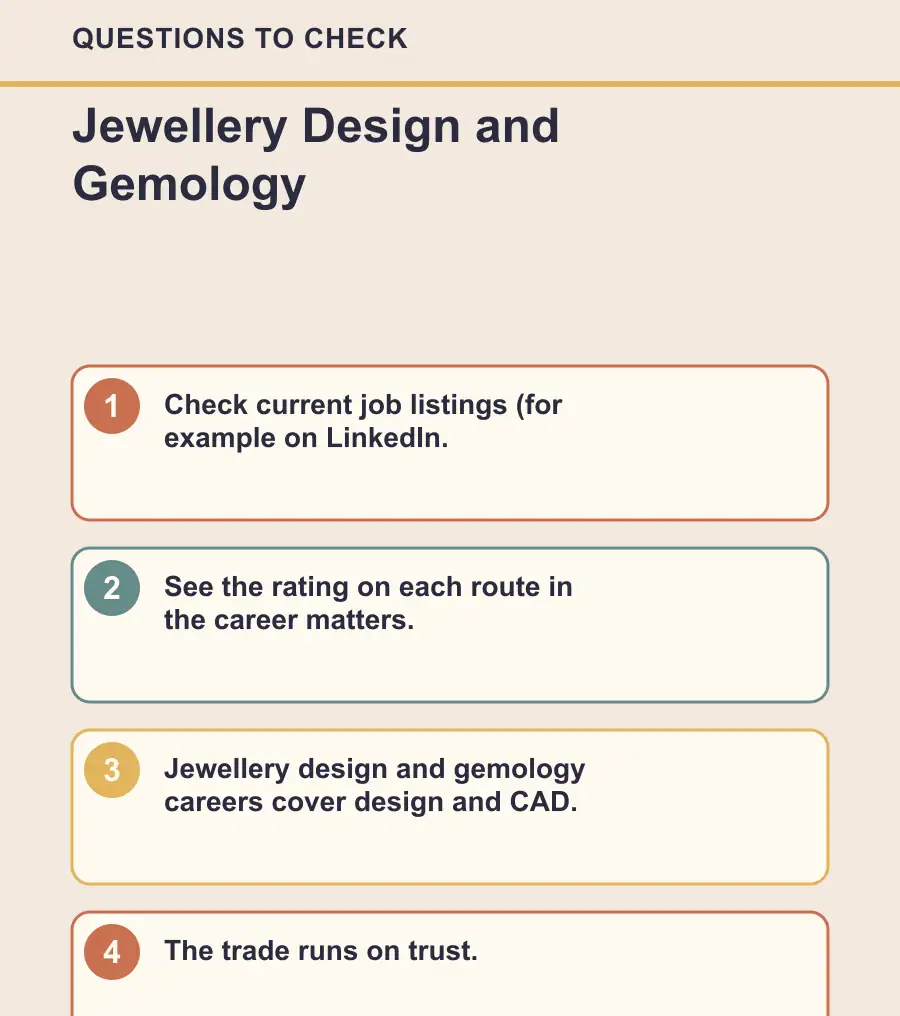 QUESTIONS TO CHECK
Jewellery Design and
Gemology
1
Check current job listings (for
example on LinkedIn.
2
See the rating on each route in
the career matters.
3
Jewellery design and gemology
careers cover design and CAD.
4
The trade runs on trust.